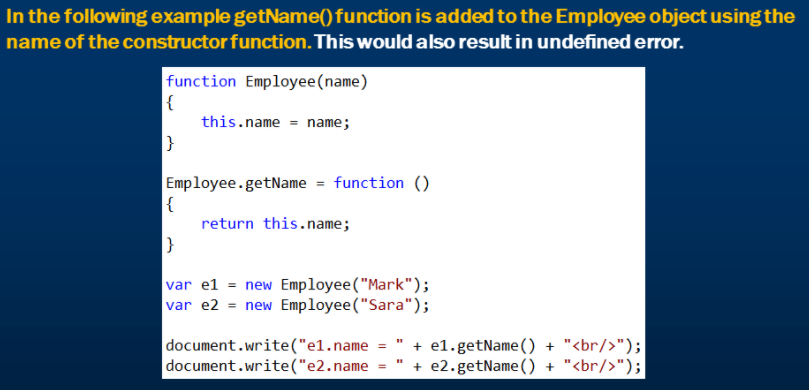 In the following example getName() function is added to the Employee object using the
name of the constructor function. This would also result in undefined error.
function Employee(name)
{
    this.name = name;
}
Employee.getName = function ()
{
    return this.name;
}
var e1 = new Employee("Mark");
var e2 = new Employee("Sara");
document.write("e1.name = " + e1.getName() + "<br/>");
document.write("e2.name = " + e2.getName() + "<br/>");